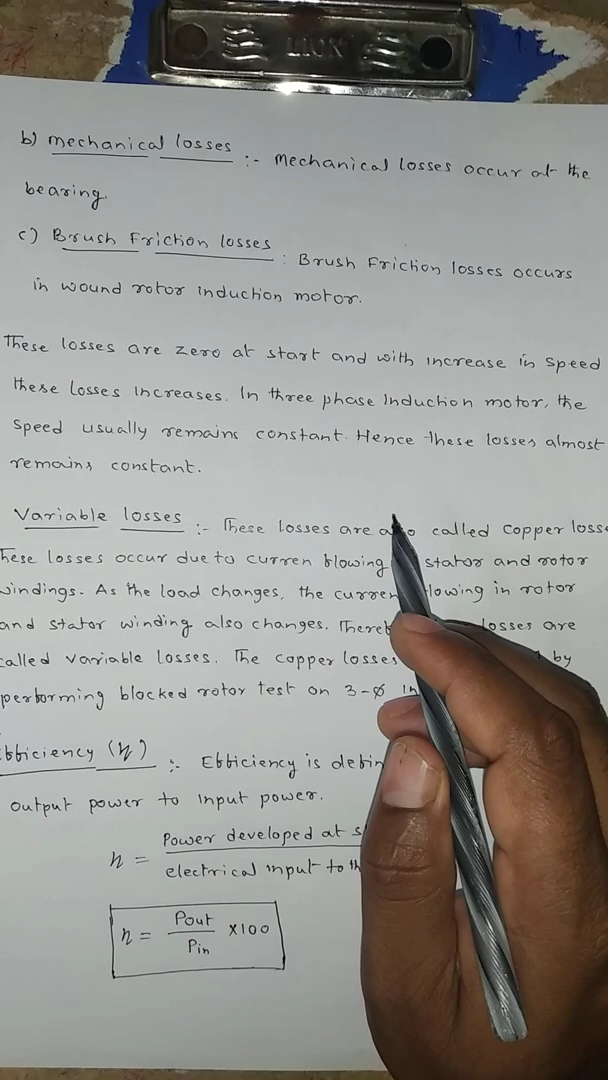 b) Mechanical losses :- Mechanical losses occur at the
bearing.
c) Brush Friction losses : Brush Friction losses occurs
in wound rotor induction motor.
These losses are zero at start and with increase in speed
these losses increases. In three phase Induction motor, the
speed usually remains constant. Hence these losses almost
remains constant.
Variable losses :- These losses are also called copper
These losses occur due to curren flowing stator and rotor
windings. As the load changes, the curren flowing in rotor
and stator winding also changes. losses are
called variable losses. The copper losses by
performing blocked rotor test on 3-ϕ
Efficiency (η) :- Efficiency is
output power to input power.
η = Power developed at
electrical input to
η = Pout
Pin
X100